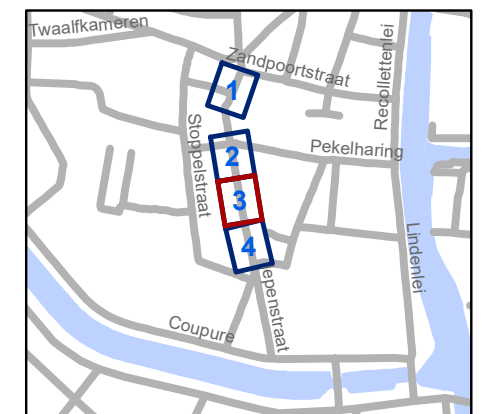 Twaalfkameren
Zandpoortstraat
Recollettenlei
1
Stoppelstraat
2
Pekelharing
3
4
Lindenlei
epenstraat
Coupure